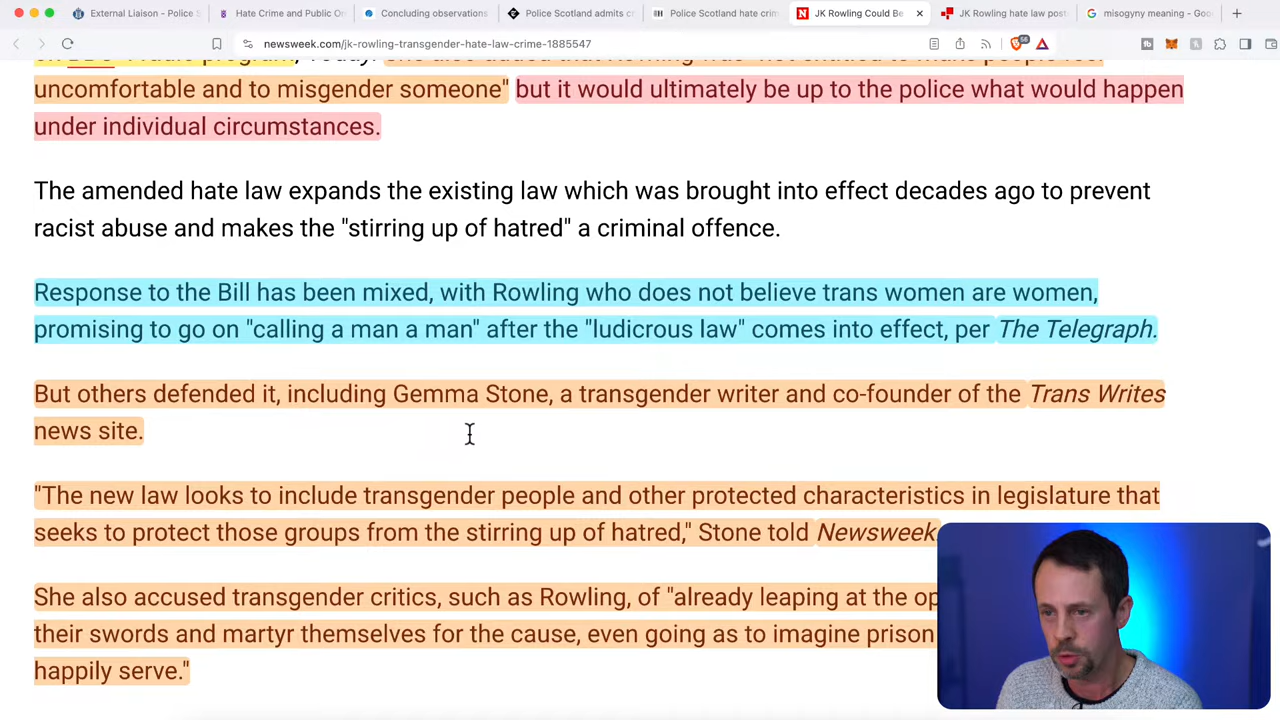 External Liaison - Police S
Hate Crime and Public Or
Concluding observations
Police Scotland admits cr
Police Scotland hate crim
JK Rowling Could Be
JK Rowling hate law post
misogyny meaning - Goo
newsweek.com/jk-rowling-transgender-hate-law-crime-1885547
uncomfortable and to misgender someone" but it would ultimately be up to the police what would happen
under individual circumstances.
The amended hate law expands the existing law which was brought into effect decades ago to prevent
racist abuse and makes the "stirring up of hatred" a criminal offence.
Response to the Bill has been mixed, with Rowling who does not believe trans women are women,
promising to go on "calling a man a man" after the "ludicrous law" comes into effect, per The Telegraph.
But others defended it, including Gemma Stone, a transgender writer and co-founder of the Trans Writes
news site.
"The new law looks to include transgender people and other protected characteristics in legislature that
seeks to protect those groups from the stirring up of hatred," Stone told Newsweek.
She also accused transgender critics, such as Rowling, of "already leaping at the op
their swords and martyr themselves for the cause, even going as to imagine prison
happily serve."